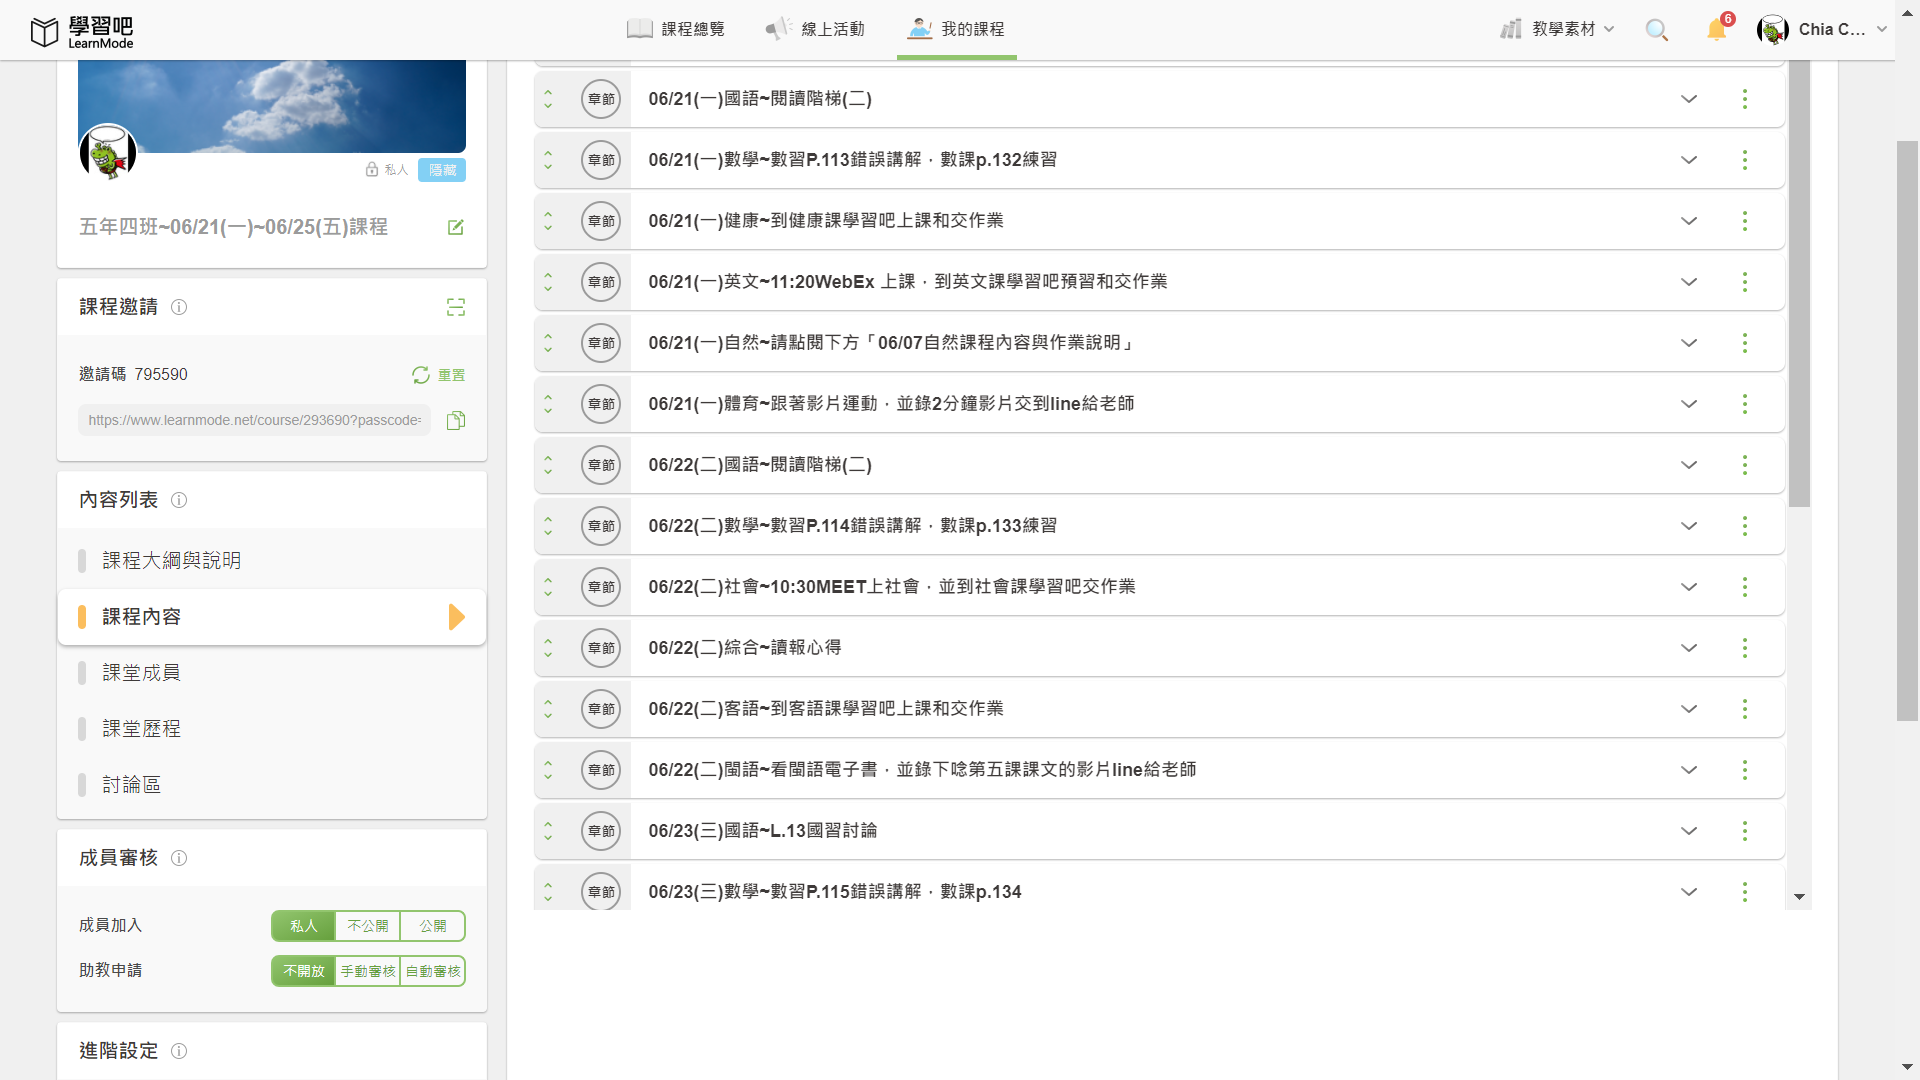 學習吧
LearnMode
課程總覽
線上活動
我的課程
教學素材
6
Chia C...
私人
隱藏
五年四班~06/21(一)~06/25(五)課程
課程邀請
邀請碼 795590
重置
https://www.learnmode.net/course/293690?passcode=
內容列表
課程大綱與說明
課程內容
課堂成員
課堂歷程
討論區
成員審核
成員加入
私人
不公開
公開
助教申請
不開放
手動審核
自動審核
進階設定
章節
06/21(一)國語~閱讀階梯(二)
章節
06/21(一)數學~數習P.113錯誤講解，數課p.132練習
章節
06/21(一)健康~到健康課學習吧上課和交作業
章節
06/21(一)英文~11:20WebEx 上課，到英文課學習吧預習和交作業
章節
06/21(一)自然~請點閱下方「06/07自然課程內容與作業說明」
章節
06/21(一)體育~跟著影片運動，並錄2分鐘影片交到line給老師
章節
06/22(二)國語~閱讀階梯(二)
章節
06/22(二)數學~數習P.114錯誤講解，數課p.133練習
章節
06/22(二)社會~10:30MEET上社會，並到社會課學習吧交作業
章節
06/22(二)綜合~讀報心得
章節
06/22(二)客語~到客語課學習吧上課和交作業
章節
06/22(二)閩語~看閩語電子書，並錄下唸第五課課文的影片line給老師
章節
06/23(三)國語~L.13國習討論
章節
06/23(三)數學~數習P.115錯誤講解，數課p.134